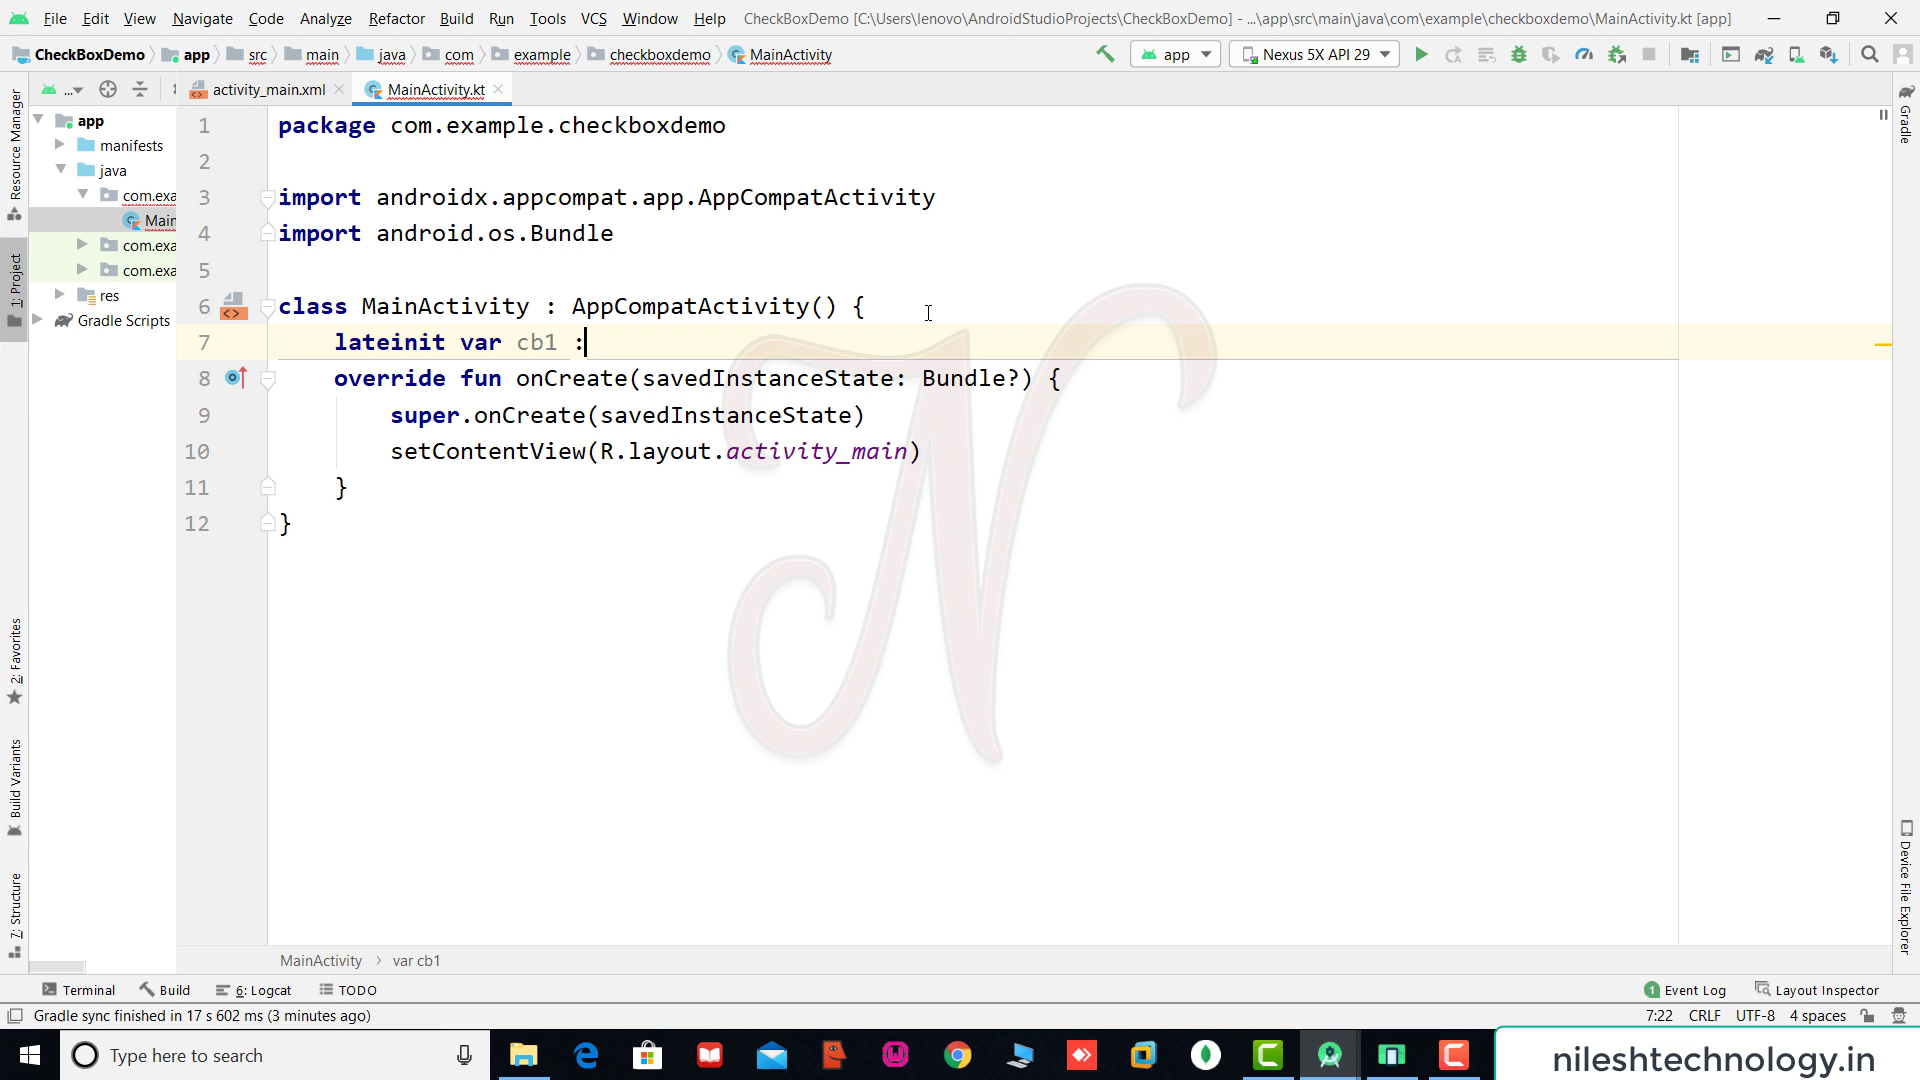 File Edit View Navigate Code Analyze Refactor Build Run Tools VCS Window Help CheckBoxDemo [C:\Users\lenovo\AndroidStudioProjects\CheckBoxDemo] - ...\app\src\main\java\com\example\checkboxdemo\MainActivity.kt [app]
CheckBoxDemo app src main java com example checkboxdemo MainActivity app Nexus 5X API 29
... activity_main.xml MainActivity.kt
app
manifests
java
com.exa
Main
com.exa
com.exa
res
Gradle Scripts
Resource Manager
1: Project
2: Favorites
Build Variants
7: Structure
1 package com.example.checkboxdemo
2
3 import androidx.appcompat.app.AppCompatActivity
4 import android.os.Bundle
5
6 class MainActivity : AppCompatActivity() {
7 lateinit var cb1 :
8 override fun onCreate(savedInstanceState: Bundle?) {
9 super.onCreate(savedInstanceState)
10 setContentView(R.layout.activity_main)
11 }
12 }
N
Gradle
Device File Explorer
MainActivity > var cb1
Terminal Build 6: Logcat TODO 1 Event Log Layout Inspector
Gradle sync finished in 17 s 602 ms (3 minutes ago) 7:22 CRLF UTF-8 4 spaces
Type here to search
nileshtechnology.in